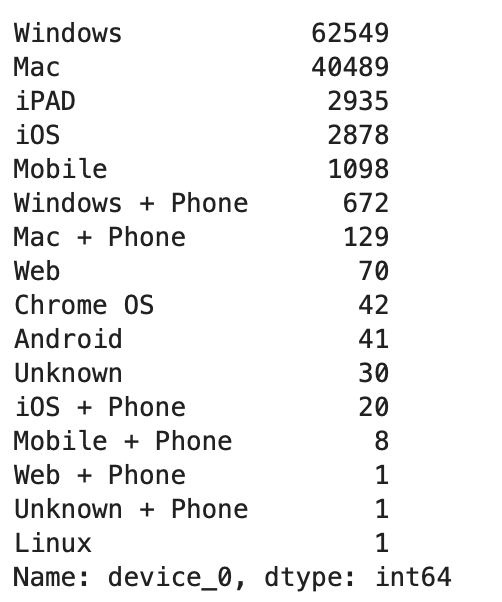 Windows 62549
Mac 40489
iPAD 2935
iOS 2878
Mobile 1098
Windows + Phone 672
Mac + Phone 129
Web 70
Chrome OS 42
Android 41
Unknown 30
iOS + Phone 20
Mobile + Phone 8
Web + Phone 1
Unknown + Phone 1
Linux 1
Name: device_0, dtype: int64